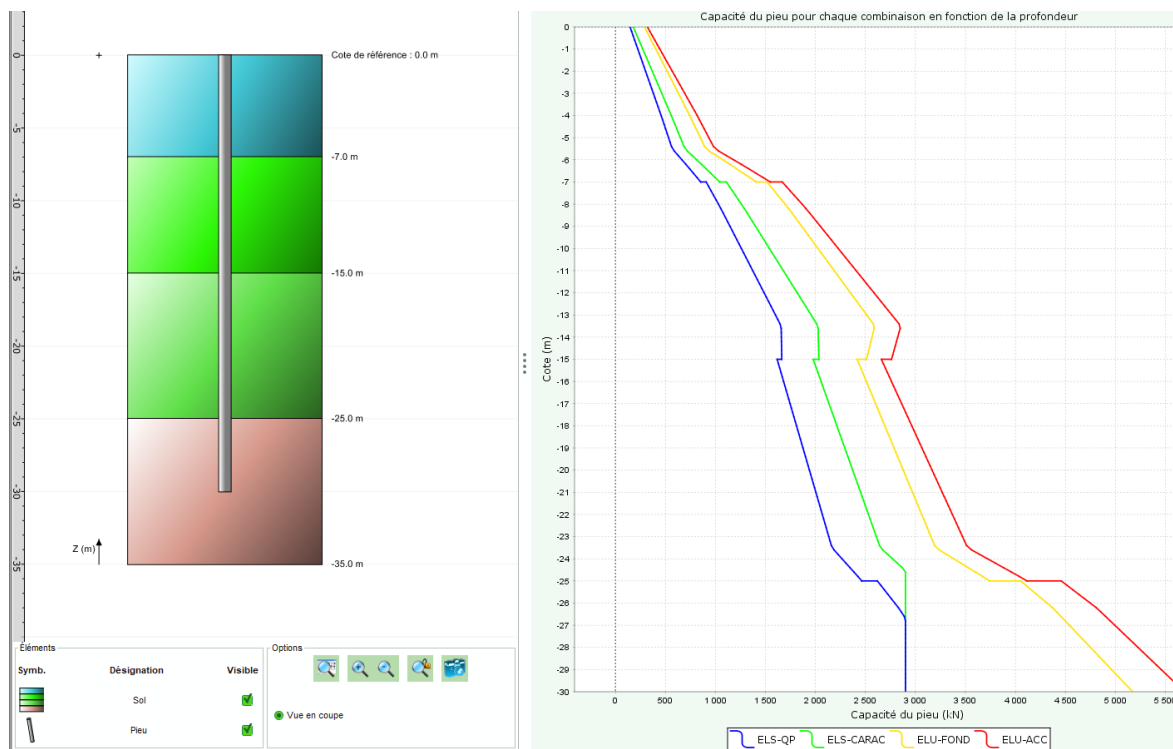 0
-5
-10
-15
-20
-25
-30
-35
+
Cote de référence : 0.0 m
-7.0 m
-15.0 m
-25.0 m
-35.0 m
Z (m)
Éléments
Symb. Désignation Visible
Sol
Pieu
Options
Vue en coupe
Capacité du pieu pour chaque combinaison en fonction de la profondeur
Cote (m)
-0
-1
-2
-3
-4
-5
-6
-7
-8
-9
-10
-11
-12
-13
-14
-15
-16
-17
-18
-19
-20
-21
-22
-23
-24
-25
-26
-27
-28
-29
-30
0 500 1 000 1 500 2 000 2 500 3 000 3 500 4 000 4 500 5 000
Capacité du pieu (kN)
ELS-QP ELS-CARAC ELU-FOND ELU-ACC